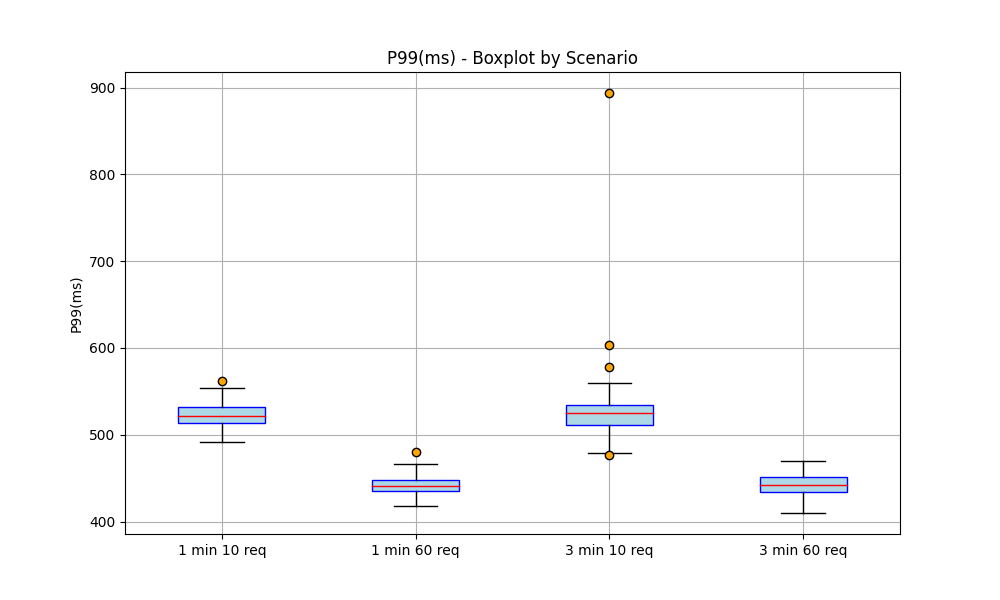 P99(ms) - Boxplot by Scenario
P99(ms)
900
800
700
600
500
400
1 min 10 req
1 min 60 req
3 min 10 req
3 min 60 req